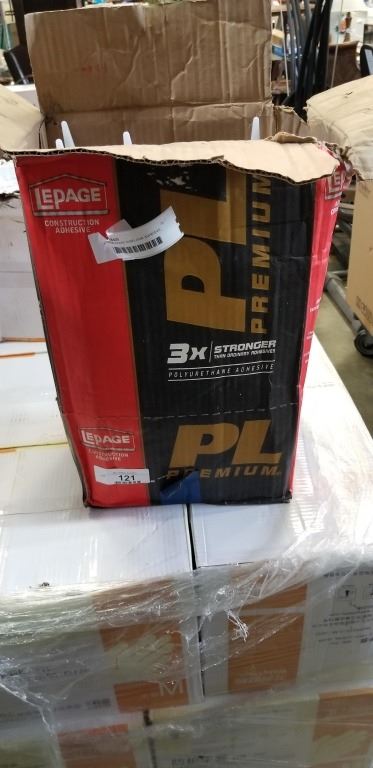 LEPAGE
CONSTRUCTION
ADHESIVE
PL
PREMIUM
3X STRONGER
THAN ORDINARY ADHESIVES
POLYURETHANE ADHESIVE
LEPAGE
CONSTRUCTION
ADHESIVE
121
PL
PREMIUM
M